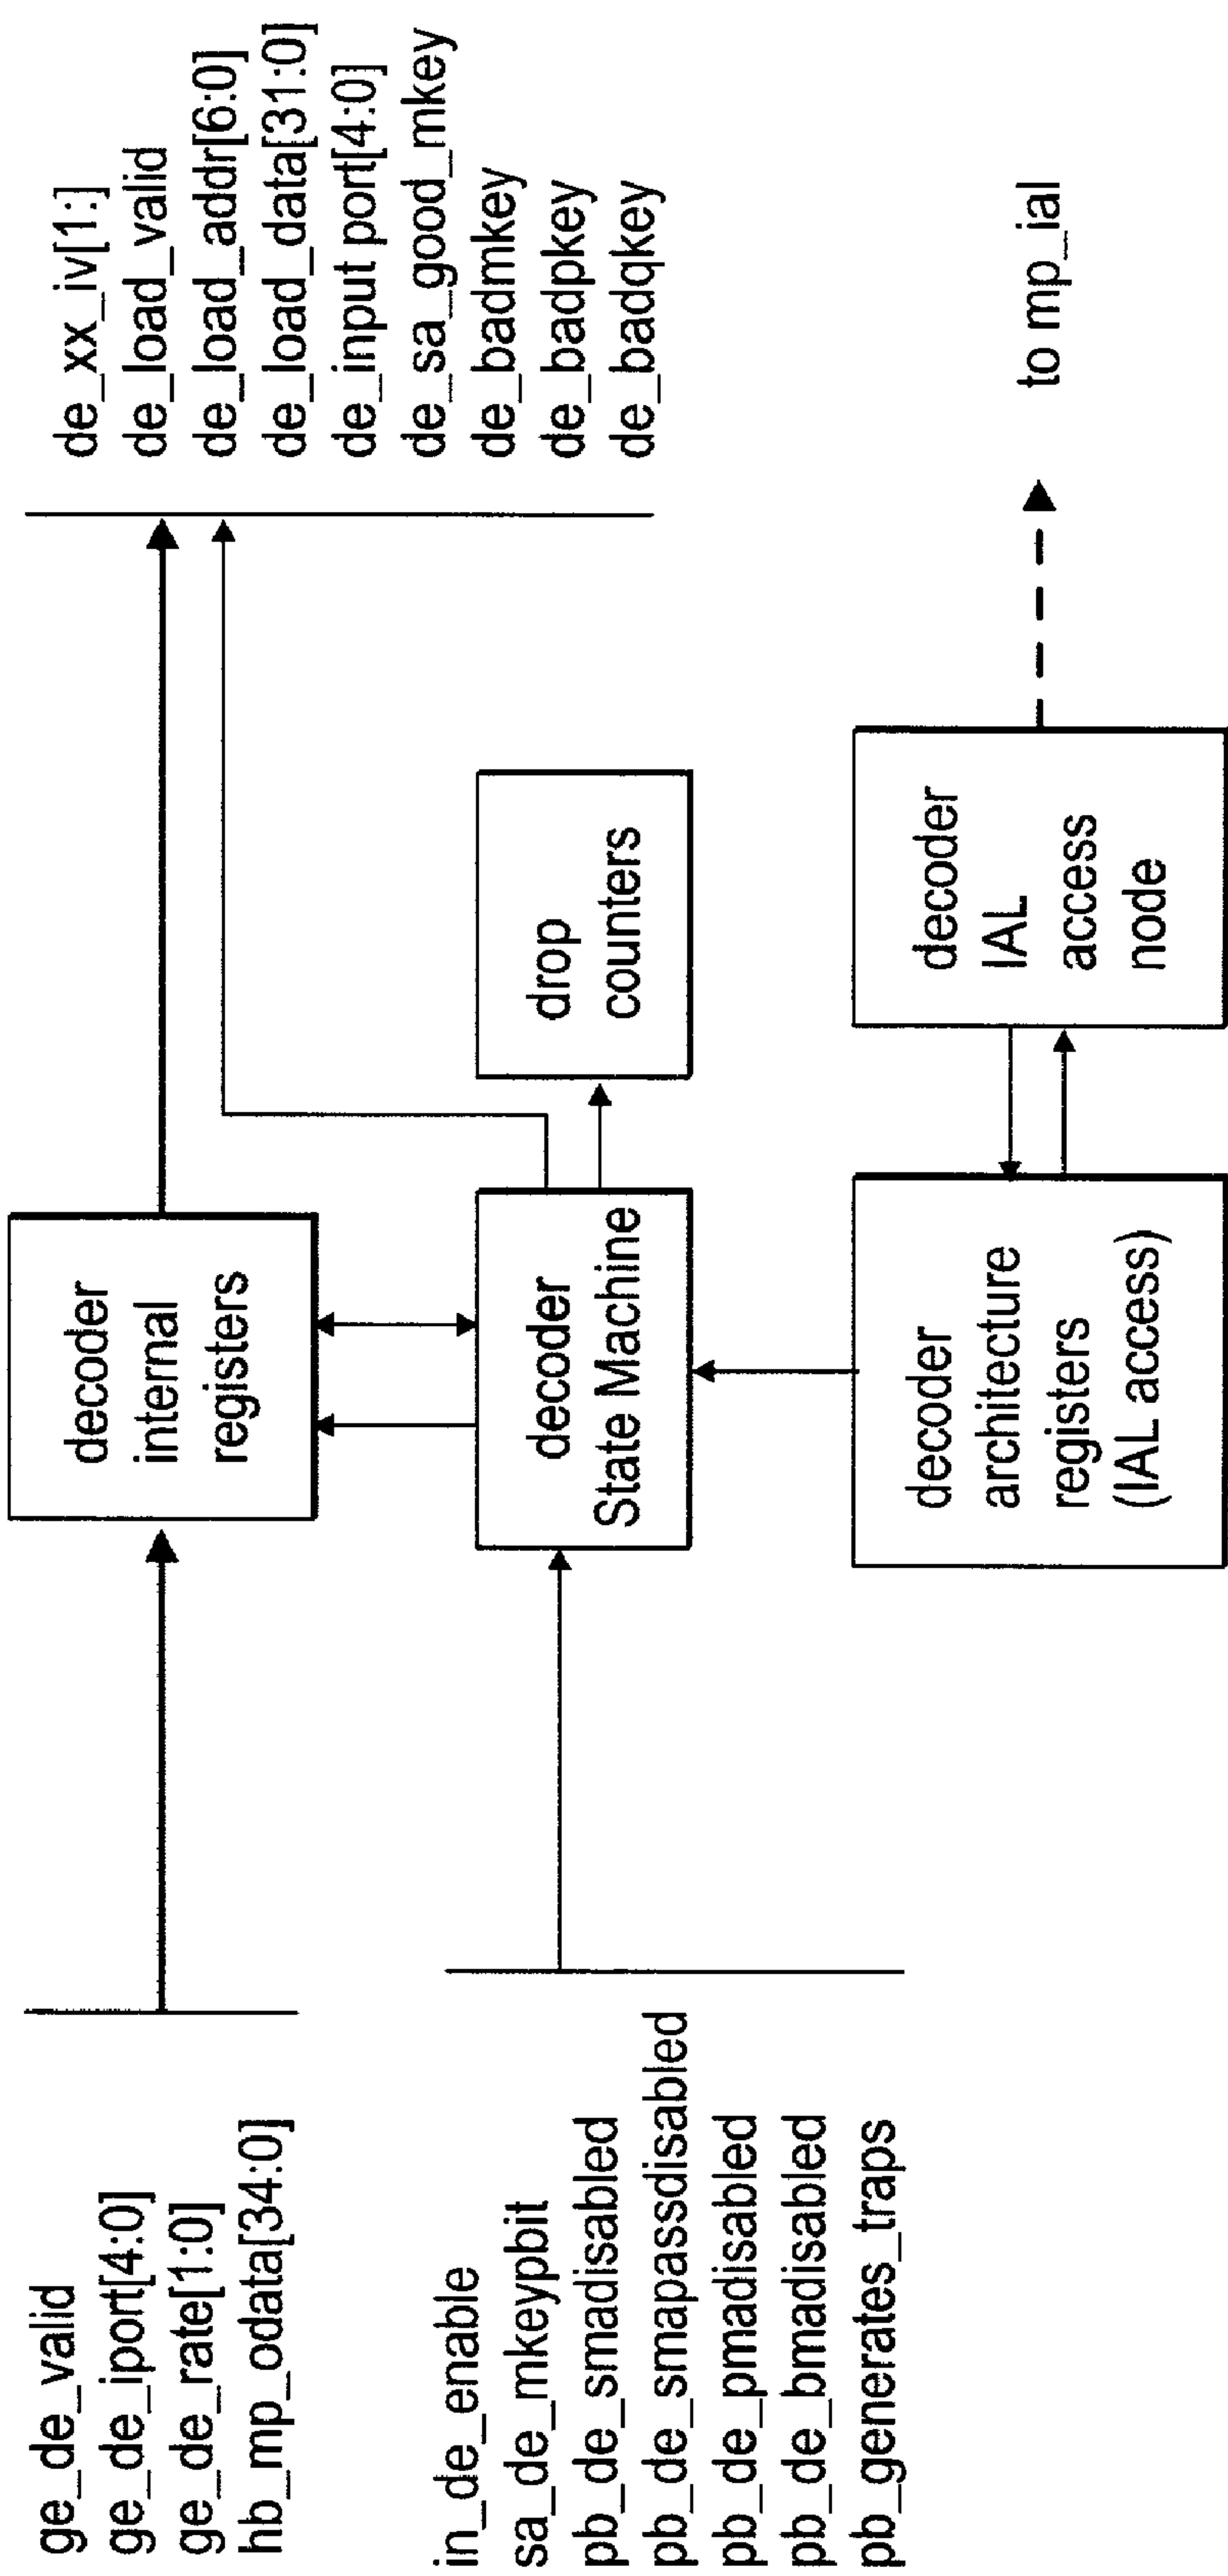 ge_de_valid
ge_de_iport[4:0]
ge_de_rate[1:0]
hb_mp_odata[34:0]
in_de_enable
sa_de_mkeypbit
pb_de_smadisabled
pb_de_smapassdisabled
pb_de_pmadisabled
pb_de_bmadisabled
pb_generates_traps
decoder
internal
registers
decoder
State Machine
decoder
architecture
registers
(IAL access)
drop
counters
decoder
IAL
access
node
de_xx_iv[1:]
de_load_valid
de_load_addr[6:0]
de_load_data[31:0]
de_input port[4:0]
de_sa_good_mkey
de_badmkey
de_badpkey
de_badqkey
to mp_ial